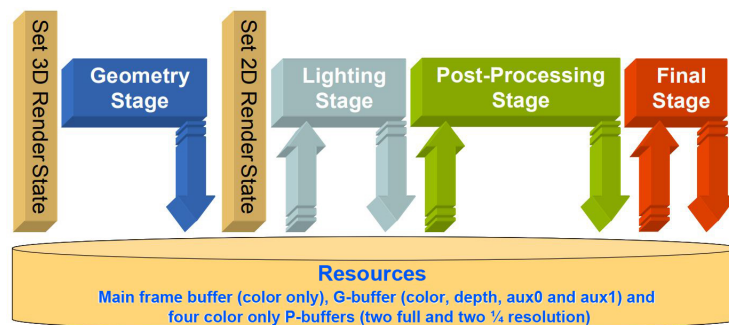 Set 3D Render State
Geometry
Stage
Set 2D Render State
Lighting
Stage
Post-Processing
Stage
Final
Stage
Resources
Main frame buffer (color only), G-buffer (color, depth, aux0 and aux1) and
four color only P-buffers (two full and two ¼ resolution)